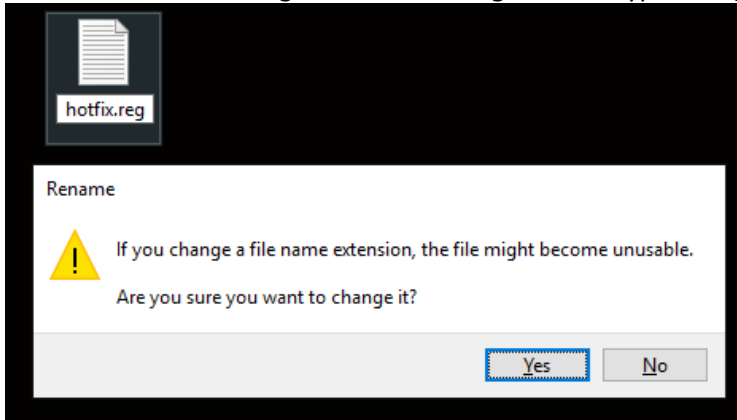 hotfix.reg
Rename
If you change a file name extension, the file might become unusable.
Are you sure you want to change it?
Yes No